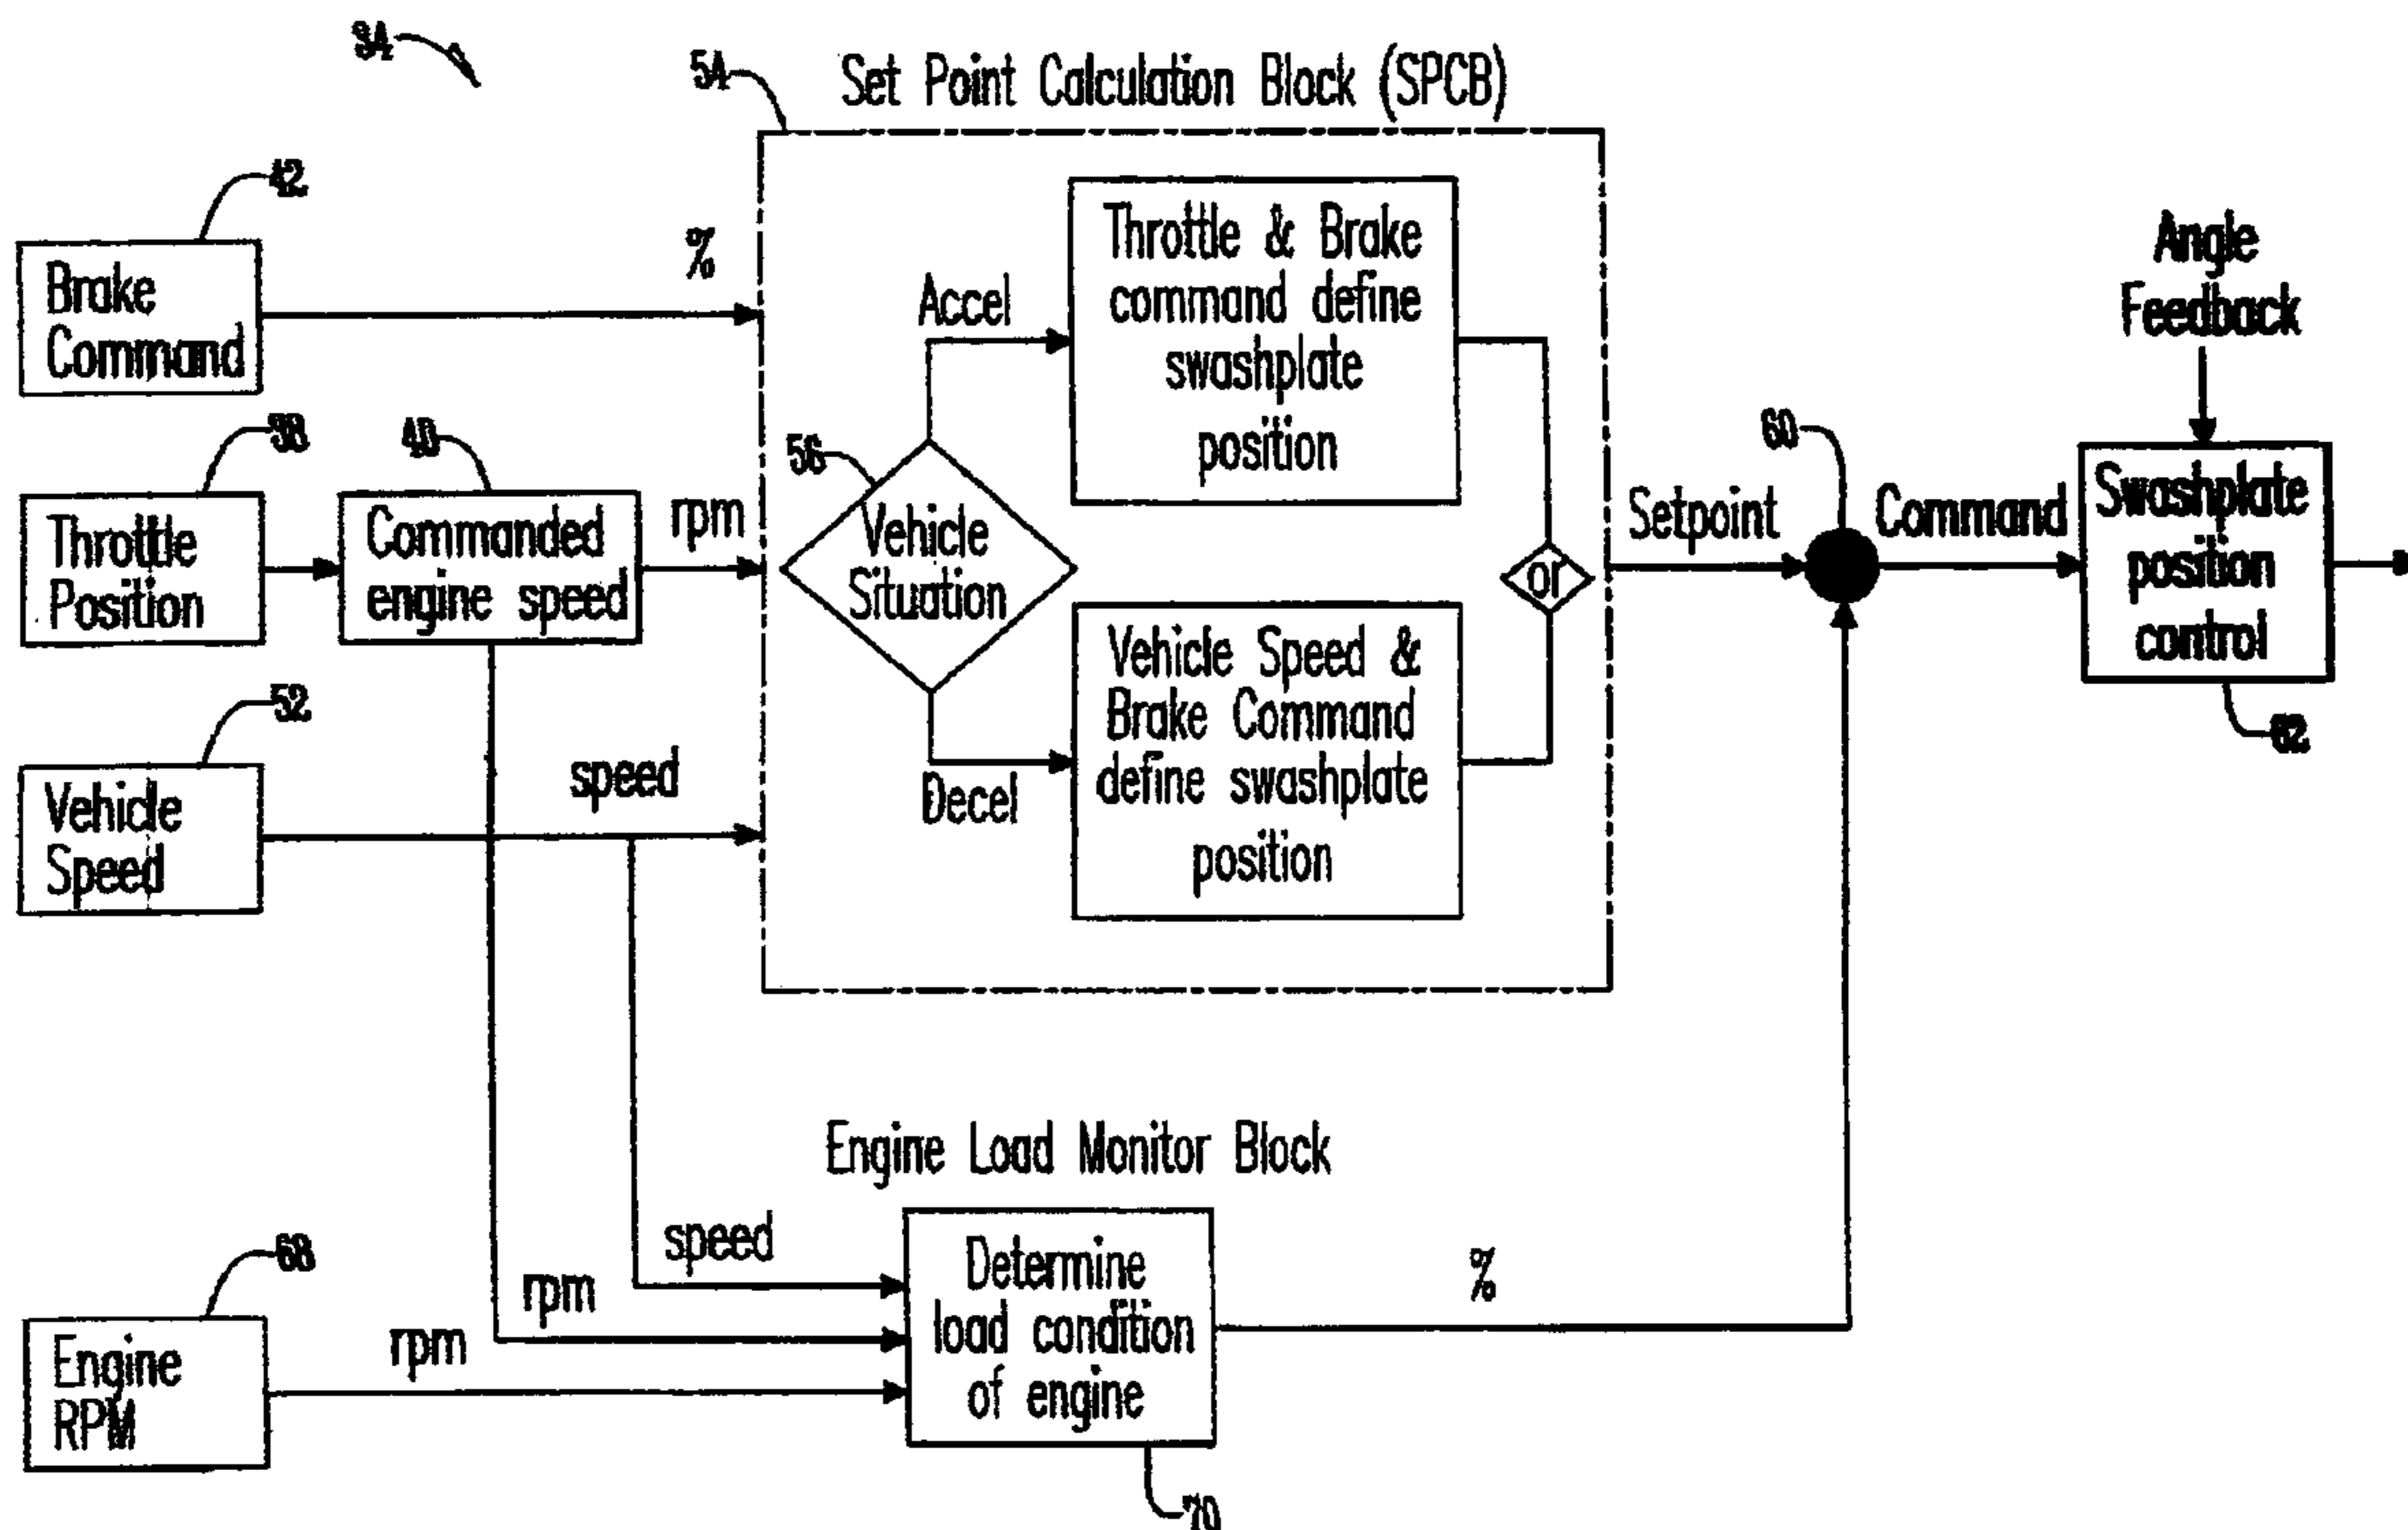 34
54
Set Point Calculation Block (SPCB)
42
Brake
Command
%
Accel
Throttle & Brake
command define
swashplate
position
Angle
Feedback
38
Throttle
Position
40
Commanded
engine speed
rpm
56
Vehicle
Situation
or
Setpoint
60
Command
Swashplate
position
control
62
52
Vehicle
Speed
speed
Decel
Vehicle Speed &
Brake Command
define swashplate
position
Engine Load Monitor Block
68
Engine
RPM
rpm
rpm
speed
Determine
load condition
of engine
%
70